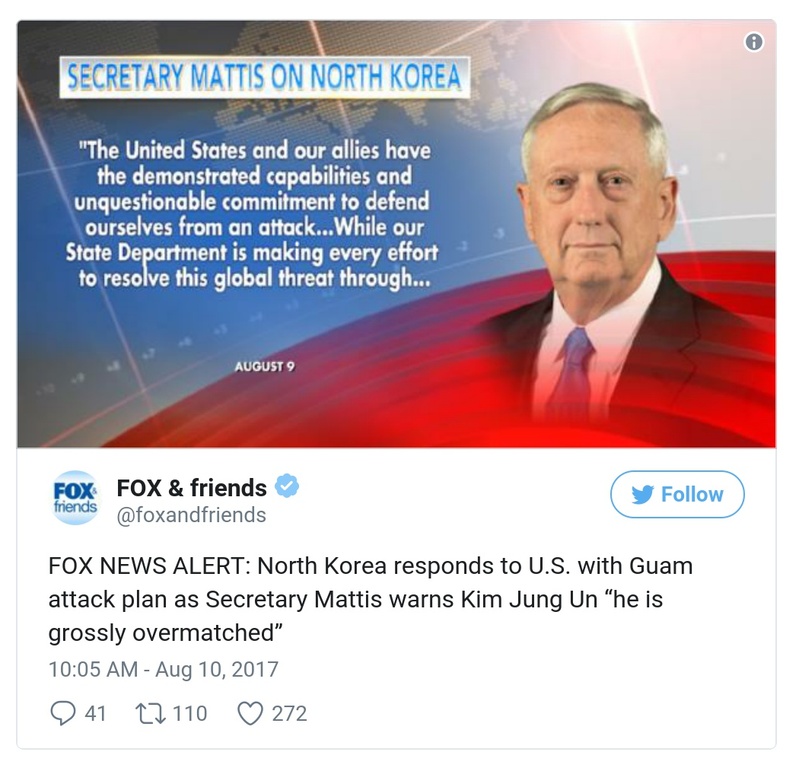 SECRETARY MATTIS ON NORTH KOREA
"The United States and our allies have
the demonstrated capabilities and
unquestionable commitment to defend
ourselves from an attack...While our
State Department is making every effort
to resolve this global threat through...
AUGUST 9
FOX & friends
@foxandfriends
FOX&
friends
Follow
FOX NEWS ALERT: North Korea responds to U.S. with Guam
attack plan as Secretary Mattis warns Kim Jung Un “he is
grossly overmatched”
10:05 AM - Aug 10, 2017
41 110 272